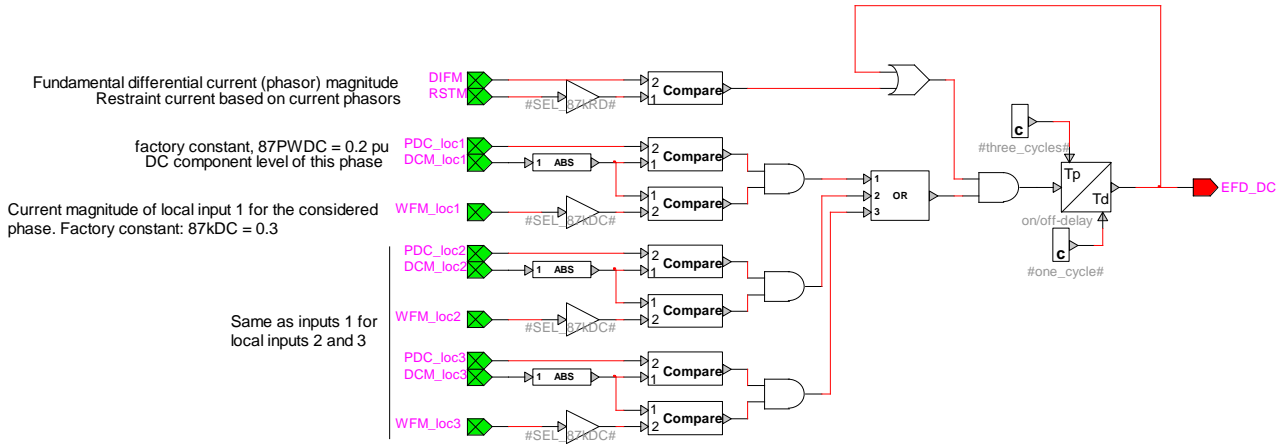 Fundamental differential current (phasor) magnitude
Restraint current based on current phasors
DIFM
RSTM
#SEL_87kRD#
2
1
Compare
factory constant, 87PWDC = 0.2 pu
DC component level of this phase
PDC_loc1
DCM_loc1
1 ABS
2
1
Compare
Current magnitude of local input 1 for the considered
phase. Factory constant: 87kDC = 0.3
WFM_loc1
#SEL_87kDC#
1
2
Compare
PDC_loc2
DCM_loc2
1 ABS
2
1
Compare
WFM_loc2
#SEL_87kDC#
1
2
Compare
Same as inputs 1 for
local inputs 2 and 3
PDC_loc3
DCM_loc3
1 ABS
2
1
Compare
WFM_loc3
#SEL_87kDC#
1
2
Compare
1
2
3
OR
C
#three_cycles#
Tp
Td
on/off-delay
C
#one_cycle#
EFD_DC